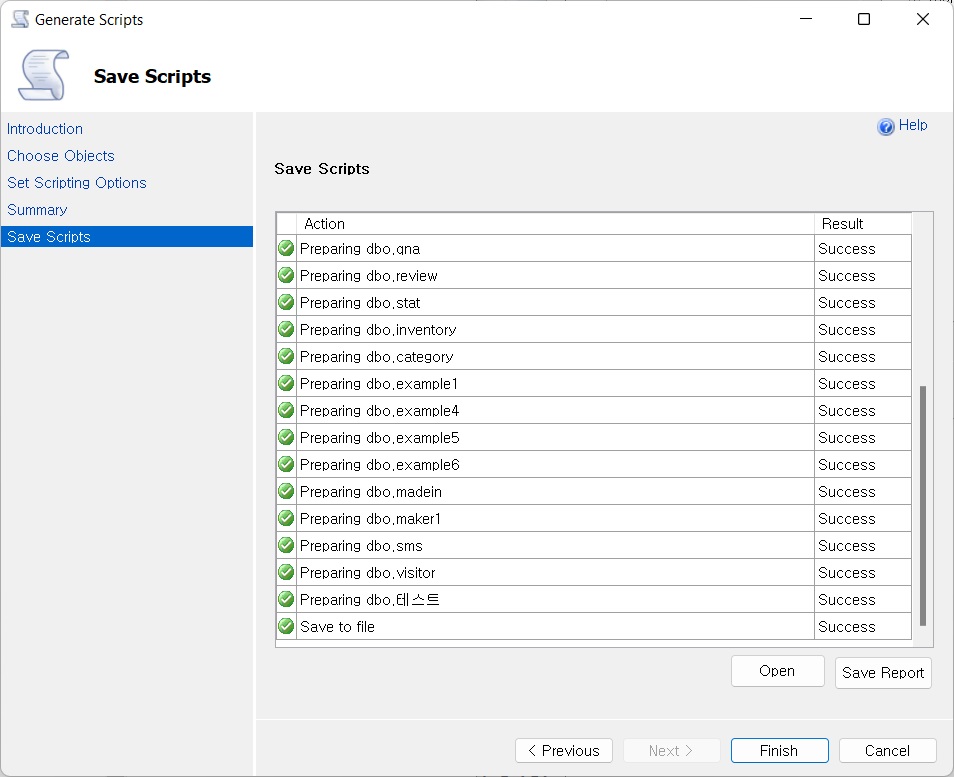 Generate Scripts
Save Scripts
Introduction
Choose Objects
Set Scripting Options
Summary
Save Scripts
Help
Save Scripts
Action Result
Preparing dbo.qna Success
Preparing dbo.review Success
Preparing dbo.stat Success
Preparing dbo.inventory Success
Preparing dbo.category Success
Preparing dbo.example1 Success
Preparing dbo.example4 Success
Preparing dbo.example5 Success
Preparing dbo.example6 Success
Preparing dbo.madein Success
Preparing dbo.maker1 Success
Preparing dbo.sms Success
Preparing dbo.visitor Success
Preparing dbo.테스트 Success
Save to file Success
Open Save Report
< Previous Next > Finish Cancel